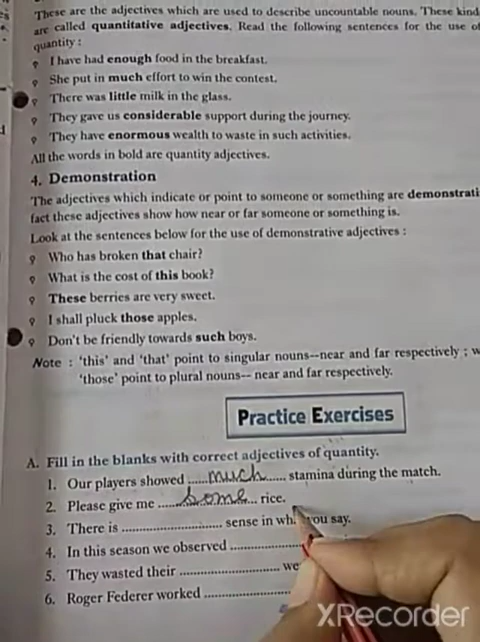 These are the adjectives which are used to describe uncountable nouns. These kind
are called quantitative adjectives. Read the following sentences for the use of
quantity :
I have had enough food in the breakfast.
She put in much effort to win the contest.
There was little milk in the glass.
They gave us considerable support during the journey.
They have enormous wealth to waste in such activities.
All the words in bold are quantity adjectives.
4. Demonstration
The adjectives which indicate or point to someone or something are demonstrati
fact these adjectives show how near or far someone or something is.
Look at the sentences below for the use of demonstrative adjectives :
Who has broken that chair?
What is the cost of this book?
These berries are very sweet.
I shall pluck those apples.
Don't be friendly towards such boys.
Note : 'this' and 'that' point to singular nouns--near and far respectively ; w
'those' point to plural nouns-- near and far respectively.
Practice Exercises
A. Fill in the blanks with correct adjectives of quantity.
1. Our players showed ......much...... stamina during the match.
2. Please give me ......some... rice.
3. There is .......................... sense in wh you say.
4. In this season we observed ...................
5. They wasted their .......................... we
6. Roger Federer worked ......................
XRecorder